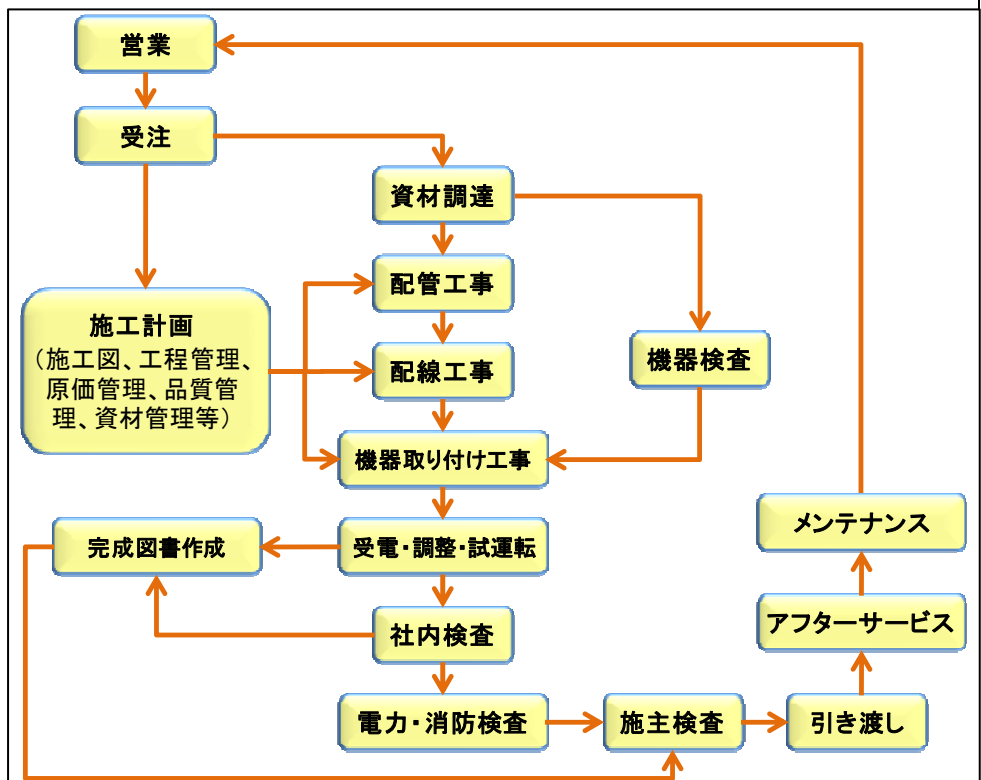 営業
受注
資材調達
配管工事
施工計画
（施工図、工程管理、
原価管理、品質管
理、資材管理等）
配線工事
機器検査
機器取り付け工事
メンテナンス
完成図書作成
受電・調整・試運転
アフターサービス
社内検査
電力・消防検査
施主検査
引き渡し